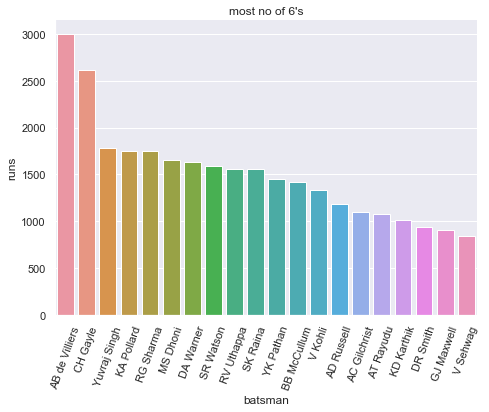 most no of 6's
runs
3000
2500
2000
1500
1000
500
0
AB de Villiers
CH Gayle
Yuvraj Singh
KA Pollard
RG Sharma
MS Dhoni
DA Warner
SR Watson
RV Uthappa
SK Raina
YK Pathan
BB McCullum
V Kohli
AD Russell
AC Gilchrist
AT Rayudu
KD Karthik
DR Smith
GJ Maxwell
V Sehwag
batsman